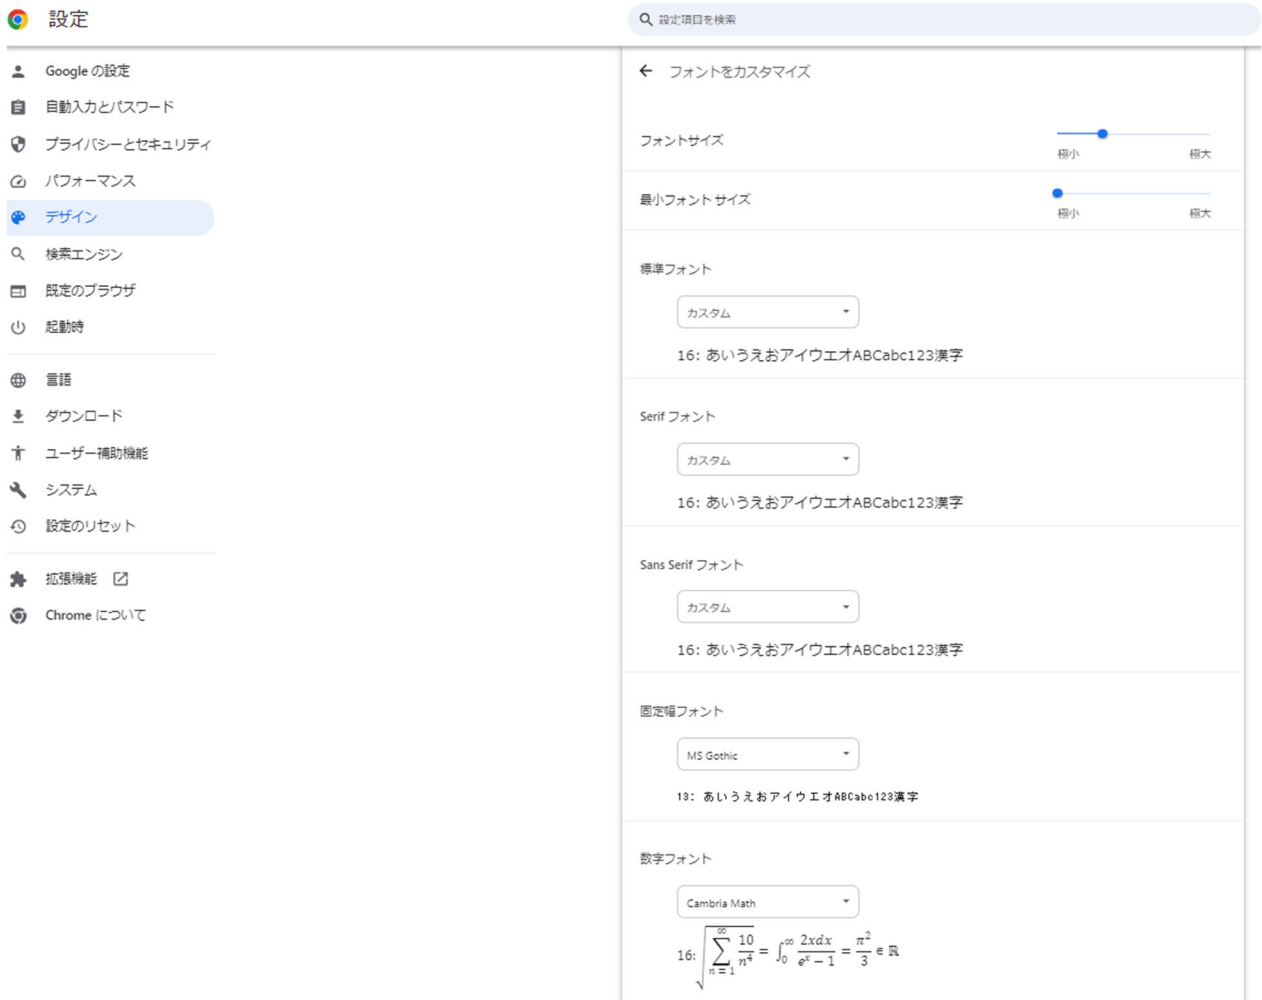 設定
設定項目を検索
Google の設定
自動入力とパスワード
プライバシーとセキュリティ
パフォーマンス
デザイン
検索エンジン
既定のブラウザ
起動時
言語
ダウンロード
ユーザー補助機能
システム
設定のリセット
拡張機能
Chrome について
フォントをカスタマイズ
フォントサイズ
極小 極大
最小フォント サイズ
極小 極大
標準フォント
カスタム
16: あいうえおアイウエオABCabc123漢字
Serif フォント
カスタム
16: あいうえおアイウエオABCabc123漢字
Sans Serif フォント
カスタム
16: あいうえおアイウエオABCabc123漢字
固定幅フォント
MS Gothic
13: あいうえおアイウエオABCabc123漢字
数字フォント
Cambria Math
16: √(∑_{n=1}^{∞} 10/n⁴) = ∫₀^∞ 2xdx/(eˣ − 1) = π²/3 ∈ ℝ